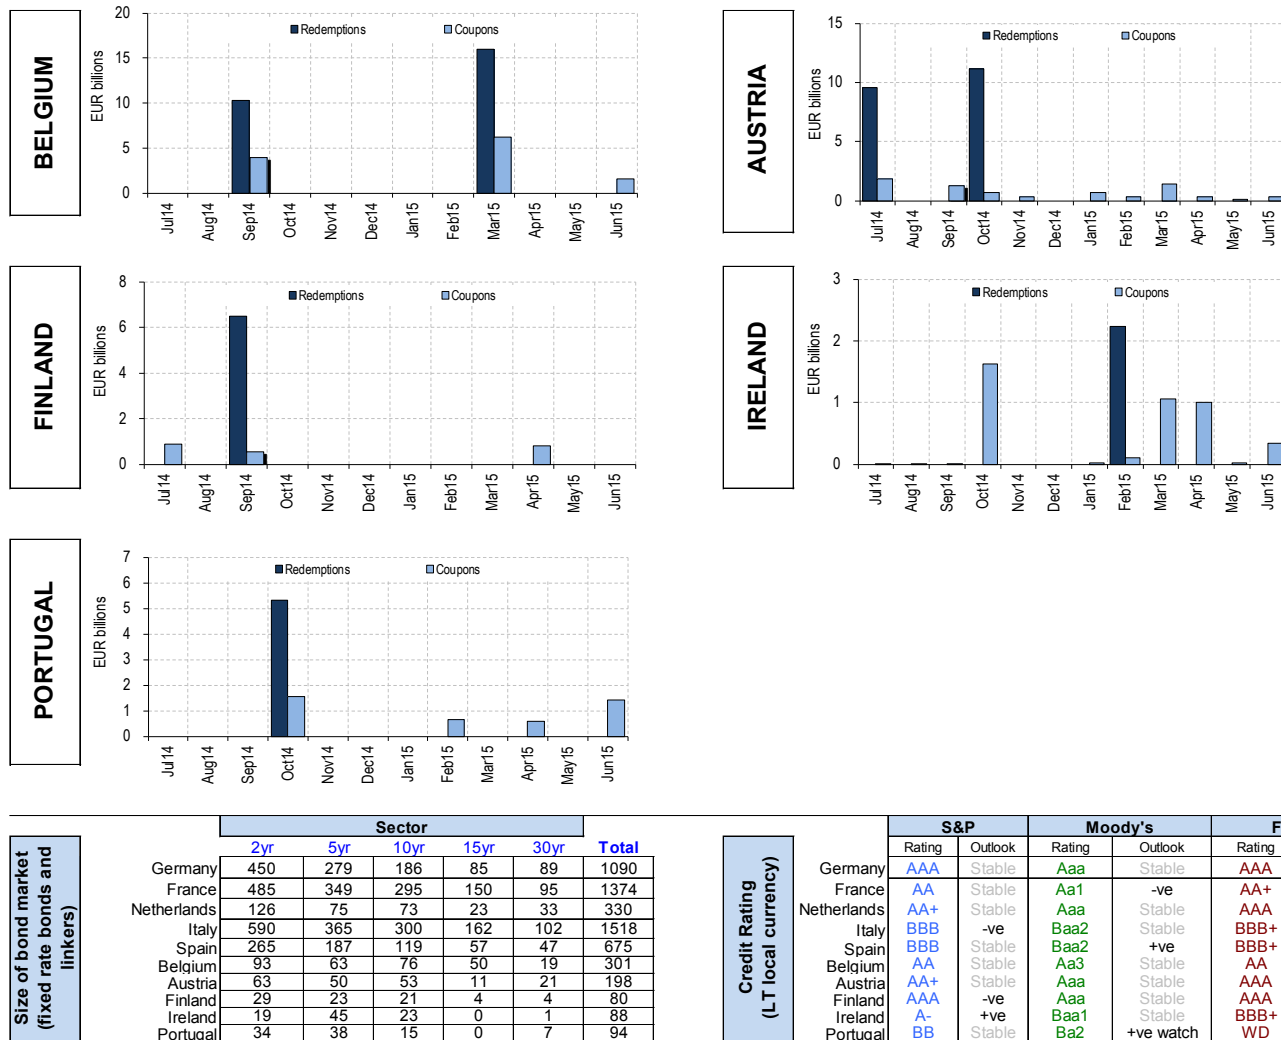 BELGIUM
EUR billions
20
15
10
5
0
Redemptions
Coupons
Jul14
Aug14
Sep14
Oct14
Nov14
Dec14
Jan15
Feb15
Mar15
Apr15
May15
Jun15
AUSTRIA
EUR billions
15
10
5
0
Redemptions
Coupons
Jul14
Aug14
Sep14
Oct14
Nov14
Dec14
Jan15
Feb15
Mar15
Apr15
May15
Jun15
FINLAND
EUR billions
8
6
4
2
0
Redemptions
Coupons
Jul14
Aug14
Sep14
Oct14
Nov14
Dec14
Jan15
Feb15
Mar15
Apr15
May15
Jun15
IRELAND
EUR billions
3
2
1
0
Redemptions
Coupons
Jul14
Aug14
Sep14
Oct14
Nov14
Dec14
Jan15
Feb15
Mar15
Apr15
May15
Jun15
PORTUGAL
EUR billions
7
6
5
4
3
2
1
0
Redemptions
Coupons
Jul14
Aug14
Sep14
Oct14
Nov14
Dec14
Jan15
Feb15
Mar15
Apr15
May15
Jun15
Size of bond market
(fixed rate bonds and
linkers)
Sector
2yr 5yr 10yr 15yr 30yr Total
Germany 450 279 186 85 89 1090
France 485 349 295 150 95 1374
Netherlands 126 75 73 23 33 330
Italy 590 365 300 162 102 1518
Spain 265 187 119 57 47 675
Belgium 93 63 76 50 19 301
Austria 63 50 53 11 21 198
Finland 29 23 21 4 4 80
Ireland 19 45 23 0 1 88
Portugal 34 38 15 0 7 94
Credit Rating
(LT local currency)
S&P Moody's F
Rating Outlook Rating Outlook Rating
Germany AAA Stable Aaa Stable AAA
France AA Stable Aa1 -ve AA+
Netherlands AA+ Stable Aaa Stable AAA
Italy BBB -ve Baa2 Stable BBB+
Spain BBB Stable Baa2 +ve BBB+
Belgium AA Stable Aa3 Stable AA
Austria AA+ Stable Aaa Stable AAA
Finland AAA -ve Aaa Stable AAA
Ireland A- +ve Baa1 Stable BBB+
Portugal BB Stable Ba2 +ve watch WD